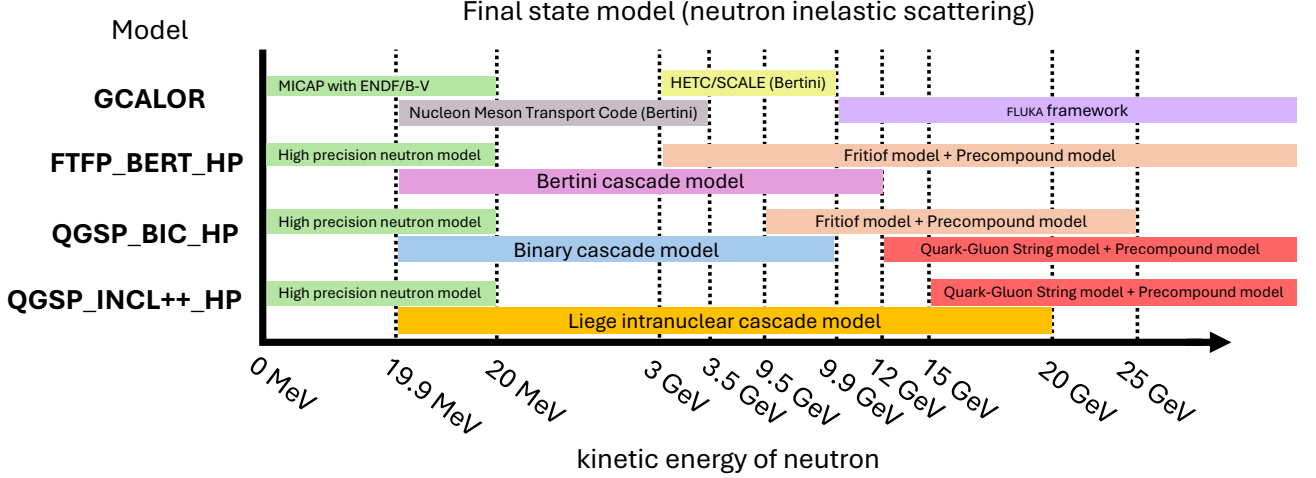 Final state model (neutron inelastic scattering)
Model
GCALOR
MICAP with ENDF/B-V
HETC/SCALE (Bertini)
Nucleon Meson Transport Code (Bertini)
FLUKA framework
FTFP_BERT_HP
High precision neutron model
Fritiof model + Precompound model
Bertini cascade model
QGSP_BIC_HP
High precision neutron model
Fritiof model + Precompound model
Binary cascade model
Quark-Gluon String model + Precompound model
QGSP_INCL++_HP
High precision neutron model
Quark-Gluon String model + Precompound model
Liege intranuclear cascade model
0 MeV
19.9 MeV
20 MeV
3 GeV
3.5 GeV
9.5 GeV
9.9 GeV
12 GeV
15 GeV
20 GeV
25 GeV
kinetic energy of neutron